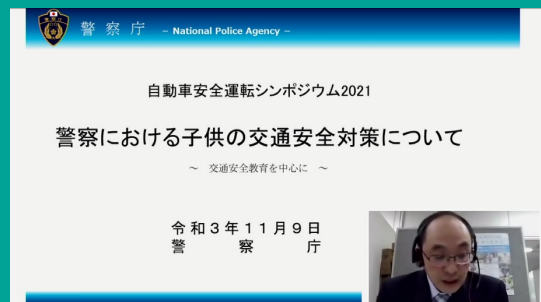 警察庁 – National Police Agency –
自動車安全運転シンポジウム2021
警察における子供の交通安全対策について
～ 交通安全教育を中心に ～
令和3年11月9日
警察庁